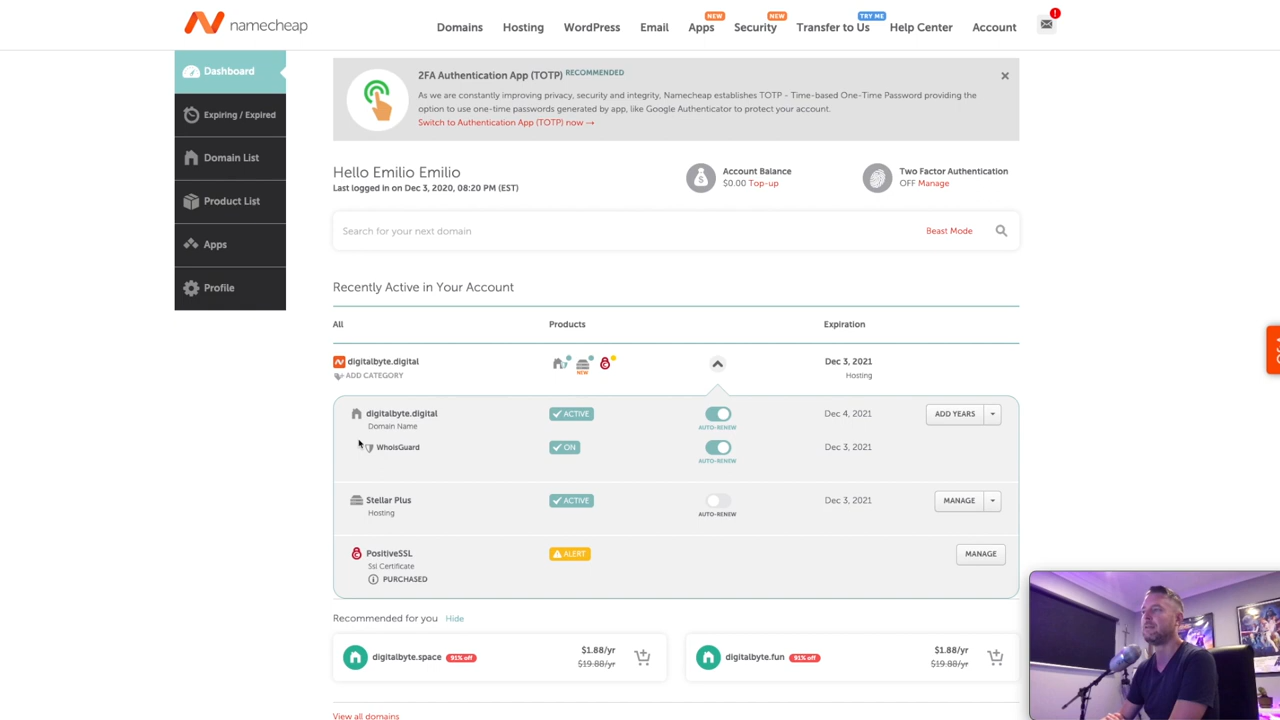 namecheap
Domains Hosting WordPress Email Apps NEW Security NEW Transfer to Us TRY ME Help Center Account !
Dashboard
Expiring / Expired
Domain List
Product List
Apps
Profile
2FA Authentication App (TOTP) RECOMMENDED
As we are constantly improving privacy, security and integrity, Namecheap establishes TOTP - Time-based One-Time Password providing the
option to use one-time passwords generated by app, like Google Authenticator to protect your account.
Switch to Authentication App (TOTP) now →
Hello Emilio Emilio
Last logged in on Dec 3, 2020, 08:20 PM (EST)
Account Balance
$0.00 Top-up
Two Factor Authentication
OFF Manage
Search for your next domain
Beast Mode
Recently Active in Your Account
All Products Expiration
digitalbyte.digital Dec 3, 2021
ADD CATEGORY NEW Hosting
digitalbyte.digital ACTIVE Dec 4, 2021 ADD YEARS
Domain Name AUTO-RENEW
WhoisGuard ON Dec 3, 2021
AUTO-RENEW
Stellar Plus ACTIVE Dec 3, 2021 MANAGE
Hosting AUTO-RENEW
PositiveSSL ALERT MANAGE
Ssl Certificate
PURCHASED
Recommended for you Hide
digitalbyte.space 91% off $1.88/yr
$19.88/yr
digitalbyte.fun 91% off $1.88/yr
$19.88/yr
View all domains